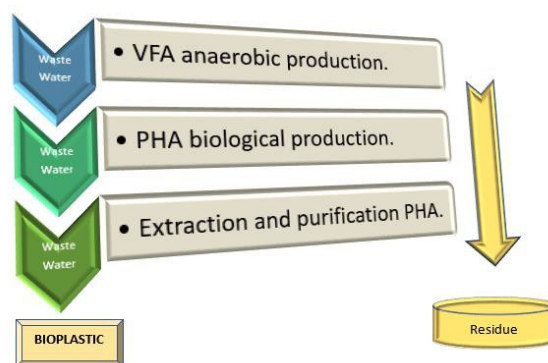 Waste
Water
• VFA anaerobic production.
Waste
Water
• PHA biological production.
Waste
Water
• Extraction and purification PHA.
BIOPLASTIC
Residue